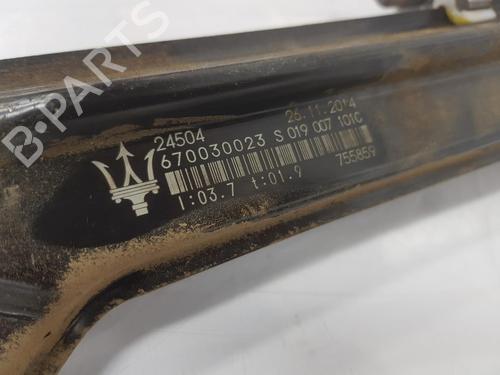 B-PARTS
24504 26.11.2014
670030023 S 019 007 101C
I:03.7 t:01.9 755859